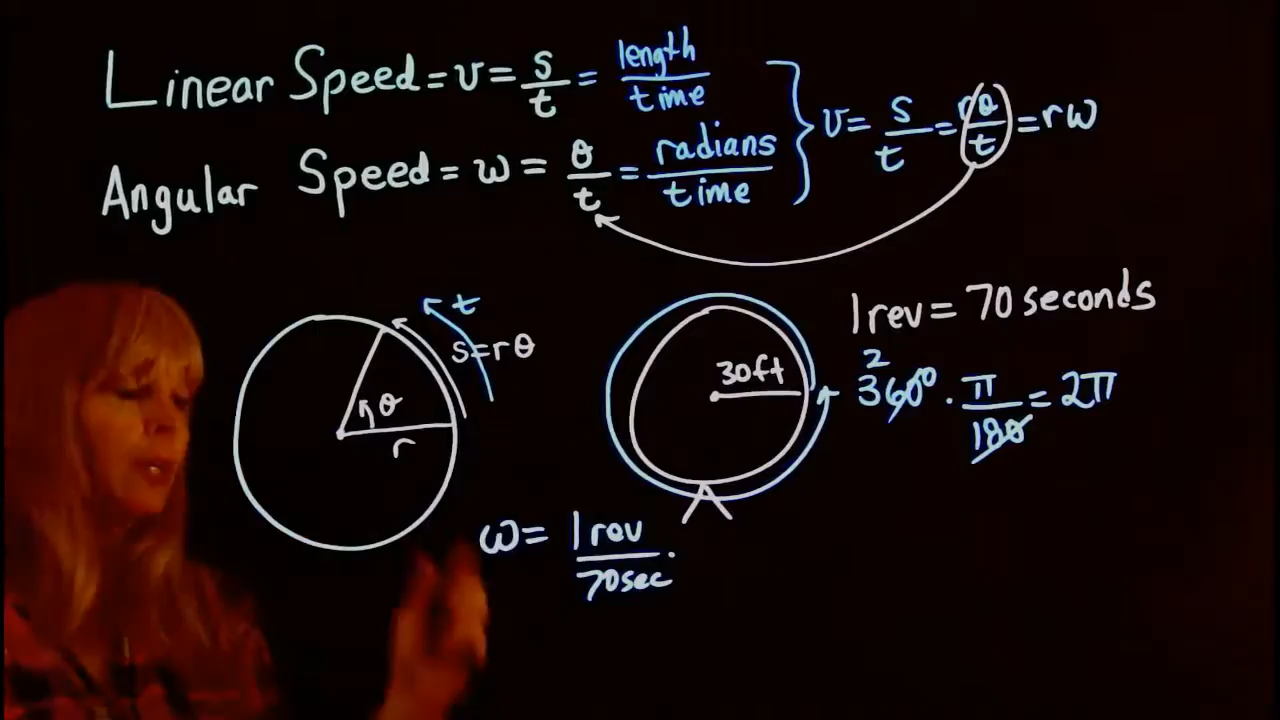 Linear Speed = v = s/t = length/time
Angular Speed = w = θ/t = radians/time
v = s/t = rθ/t = rw
t
s=rθ
θ
r
30ft
1rev = 70 seconds
2
360° · π/180 = 2π
w = 1rev/70sec ·